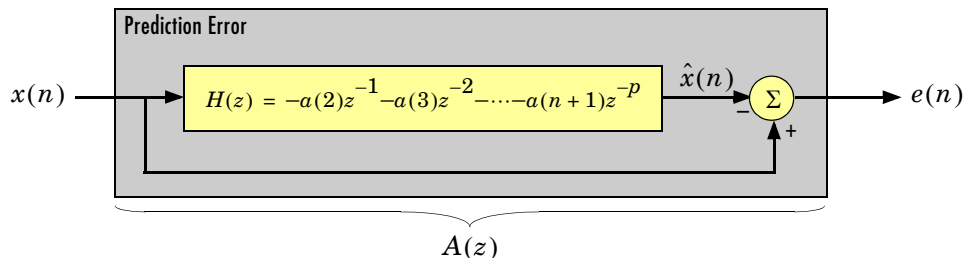 Prediction Error
x(n)
H(z) = –a(2)z⁻¹–a(3)z⁻²–⋯–a(n + 1)z⁻ᵖ
x̂(n)
–
Σ
+
e(n)
A(z)